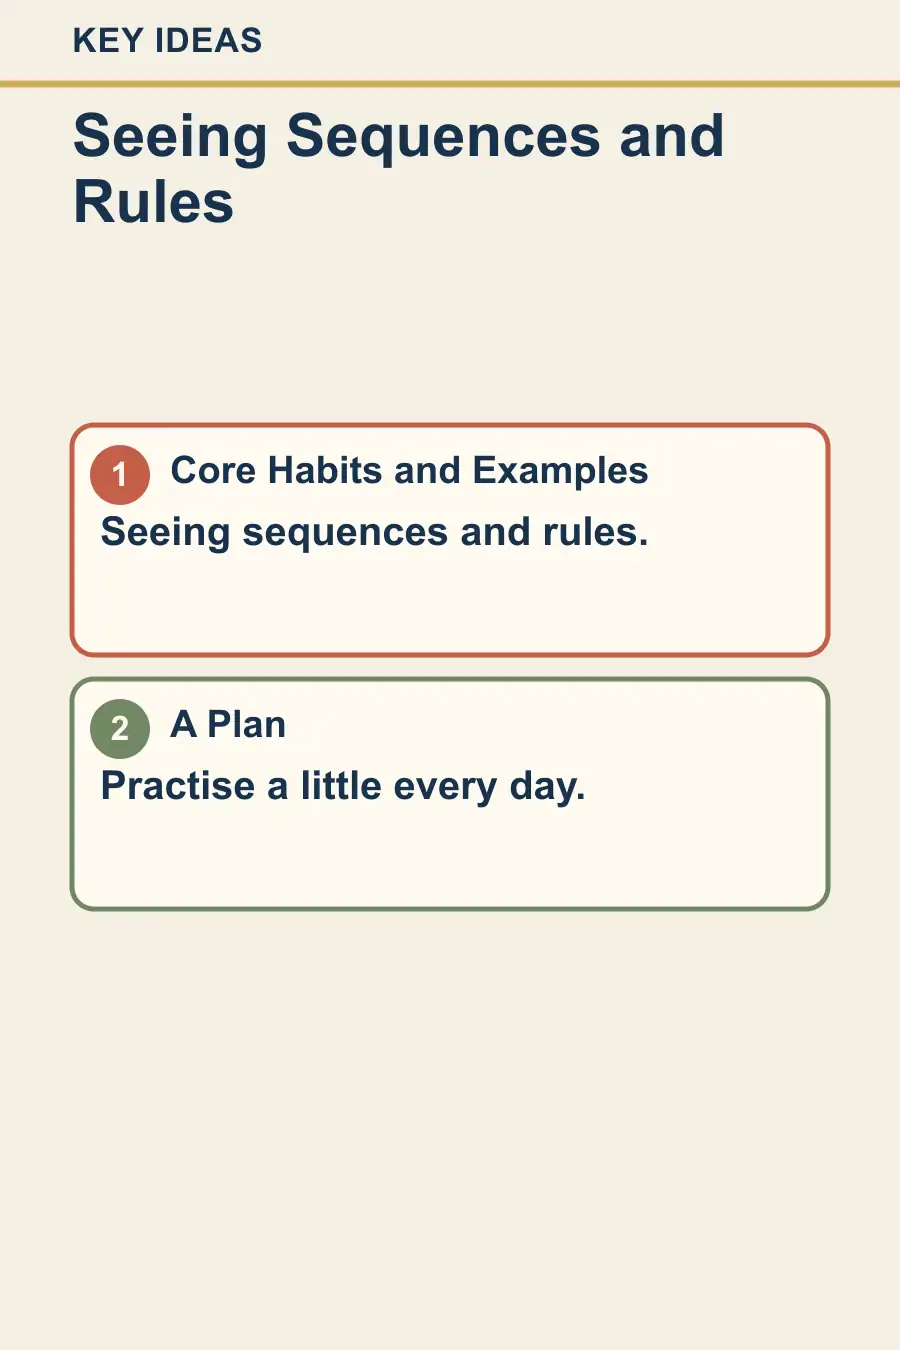 KEY IDEAS
Seeing Sequences and
Rules
1 Core Habits and Examples
Seeing sequences and rules.
2 A Plan
Practise a little every day.